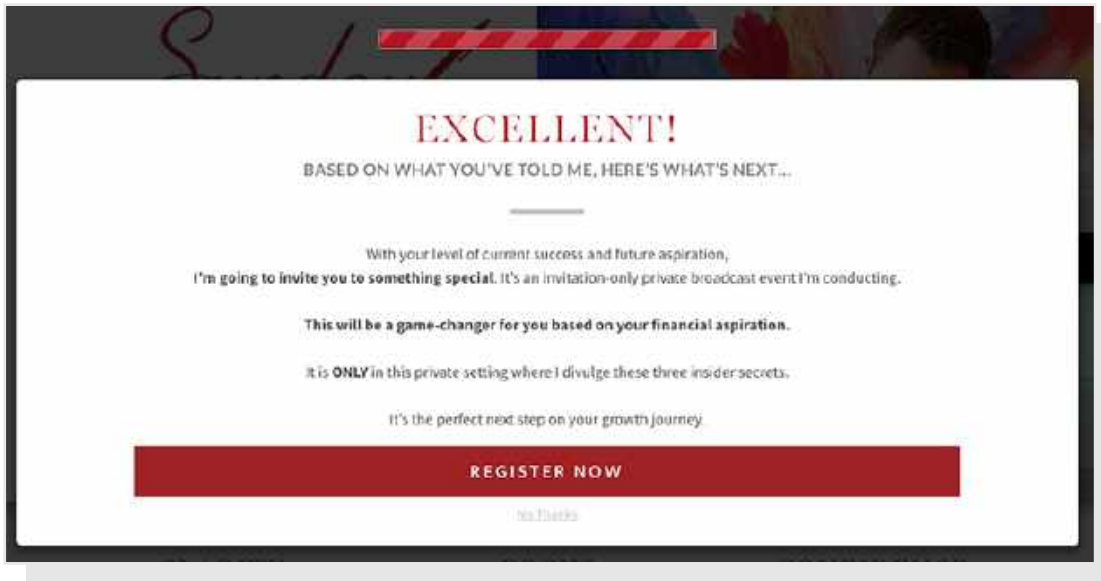 EXCELLENT!
BASED ON WHAT YOU'VE TOLD ME, HERE'S WHAT'S NEXT...
With your level of current success and future aspiration,
I'm going to invite you to something special. It's an invitation-only private broadcast event I'm conducting.
This will be a game-changer for you based on your financial aspiration.
It is ONLY in this private setting where I divulge these three insider secrets.
It's the perfect next step on your growth journey.
REGISTER NOW
No Thanks